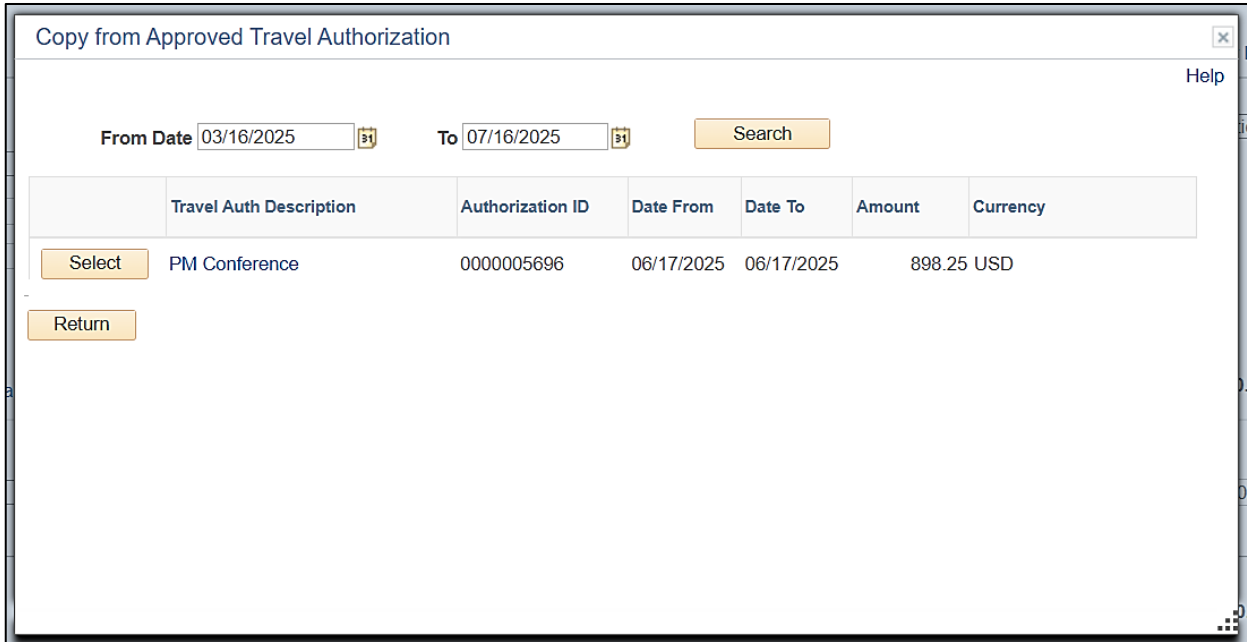 Copy from Approved Travel Authorization
Help
From Date 03/16/2025 31 To 07/16/2025 31 Search
Travel Auth Description Authorization ID Date From Date To Amount Currency
Select PM Conference 0000005696 06/17/2025 06/17/2025 898.25 USD
Return